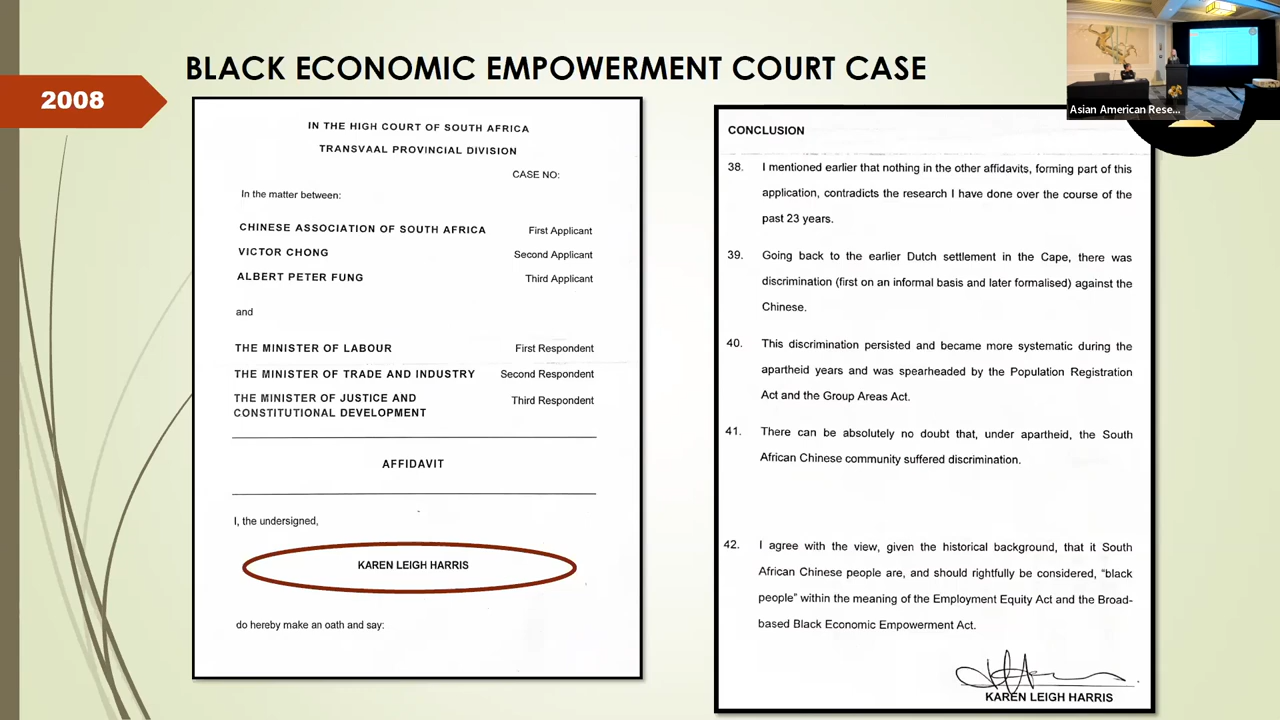 BLACK ECONOMIC EMPOWERMENT COURT CASE
2008
Asian American Rese...
IN THE HIGH COURT OF SOUTH AFRICA
TRANSVAAL PROVINCIAL DIVISION
CASE NO:
In the matter between:
CHINESE ASSOCIATION OF SOUTH AFRICA First Applicant
VICTOR CHONG Second Applicant
ALBERT PETER FUNG Third Applicant
and
THE MINISTER OF LABOUR First Respondent
THE MINISTER OF TRADE AND INDUSTRY Second Respondent
THE MINISTER OF JUSTICE AND Third Respondent
CONSTITUTIONAL DEVELOPMENT
AFFIDAVIT
I, the undersigned,
KAREN LEIGH HARRIS
do hereby make an oath and say:
CONCLUSION
38. I mentioned earlier that nothing in the other affidavits, forming part of this
application, contradicts the research I have done over the course of the
past 23 years.
39. Going back to the earlier Dutch settlement in the Cape, there was
discrimination (first on an informal basis and later formalised) against the
Chinese.
40. This discrimination persisted and became more systematic during the
apartheid years and was spearheaded by the Population Registration
Act and the Group Areas Act.
41. There can be absolutely no doubt that, under apartheid, the South
African Chinese community suffered discrimination.
42. I agree with the view, given the historical background, that it South
African Chinese people are, and should rightfully be considered, “black
people” within the meaning of the Employment Equity Act and the Broad-
based Black Economic Empowerment Act.
KAREN LEIGH HARRIS